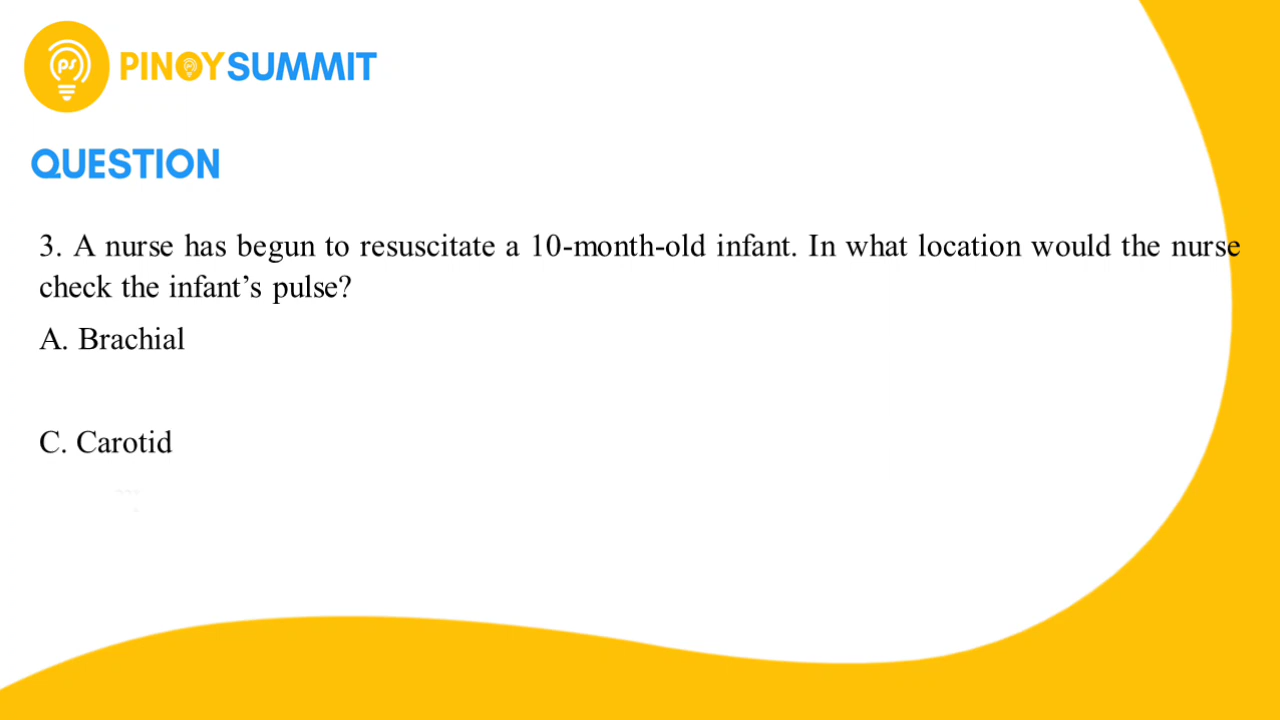 ps
PINOYSUMMIT
QUESTION
3. A nurse has begun to resuscitate a 10-month-old infant. In what location would the nurse
check the infant’s pulse?
A. Brachial
C. Carotid